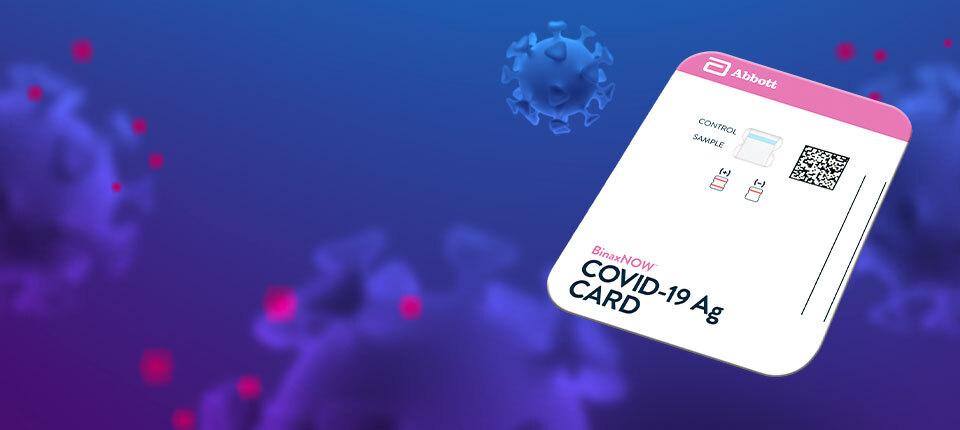 Abbott
CONTROL
SAMPLE
(+)
(-)
BinaxNOW™
COVID-19 Ag
CARD